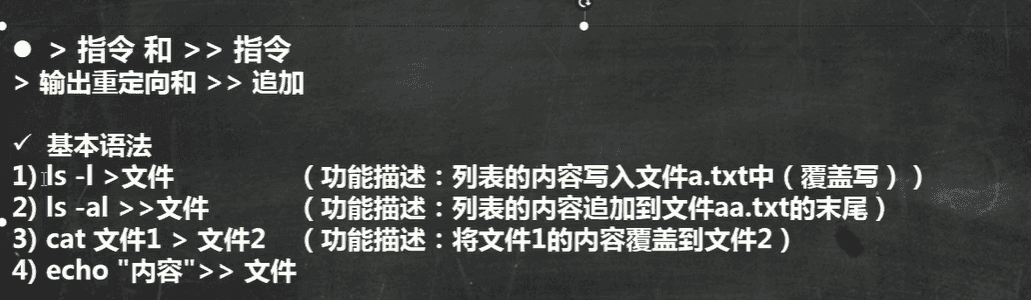 ● > 指令 和 >> 指令
> 输出重定向和 >> 追加
✓ 基本语法
1) ls -l >文件 （功能描述：列表的内容写入文件a.txt中（覆盖写））
2) ls -al >>文件 （功能描述：列表的内容追加到文件aa.txt的末尾）
3) cat 文件1 > 文件2 （功能描述：将文件1的内容覆盖到文件2）
4) echo "内容">> 文件